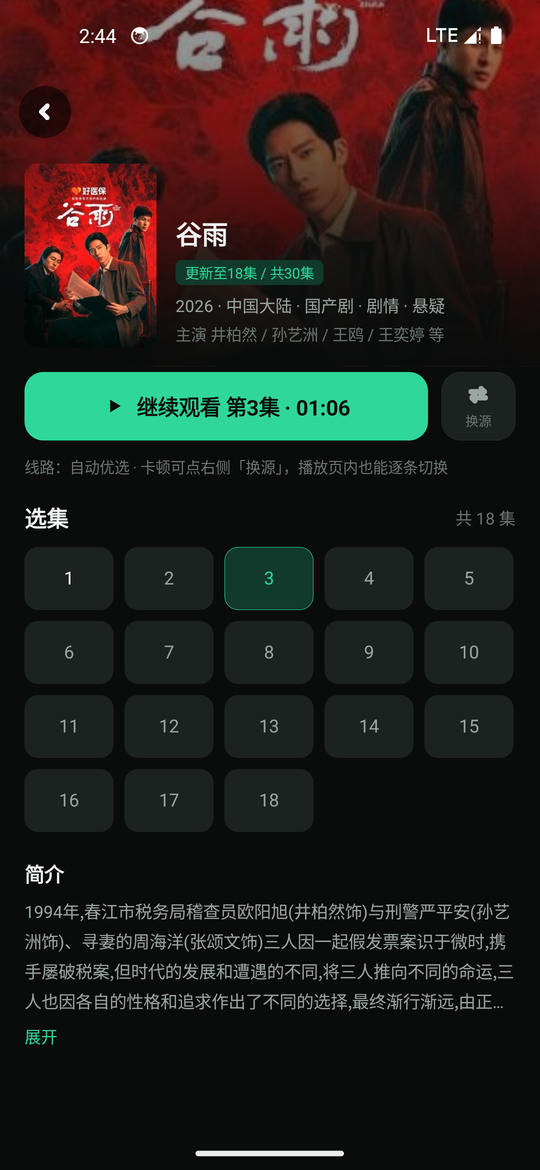 谷雨
2:44
LTE
好医保
谷雨
谷雨
更新至18集 / 共30集
2026 · 中国大陆 · 国产剧 · 剧情 · 悬疑
主演 井柏然 / 孙艺洲 / 王鸥 / 王奕婷 等
继续观看 第3集 · 01:06
换源
线路：自动优选 · 卡顿可点右侧「换源」，播放页内也能逐条切换
选集
共 18 集
1 2 3 4 5
6 7 8 9 10
11 12 13 14 15
16 17 18
简介
1994年,春江市税务局稽查员欧阳旭(井柏然饰)与刑警严平安(孙艺
洲饰)、寻妻的周海洋(张颂文饰)三人因一起假发票案识于微时,携
手屡破税案,但时代的发展和遭遇的不同,将三人推向不同的命运,三
人也因各自的性格和追求作出了不同的选择,最终渐行渐远,由正...
展开